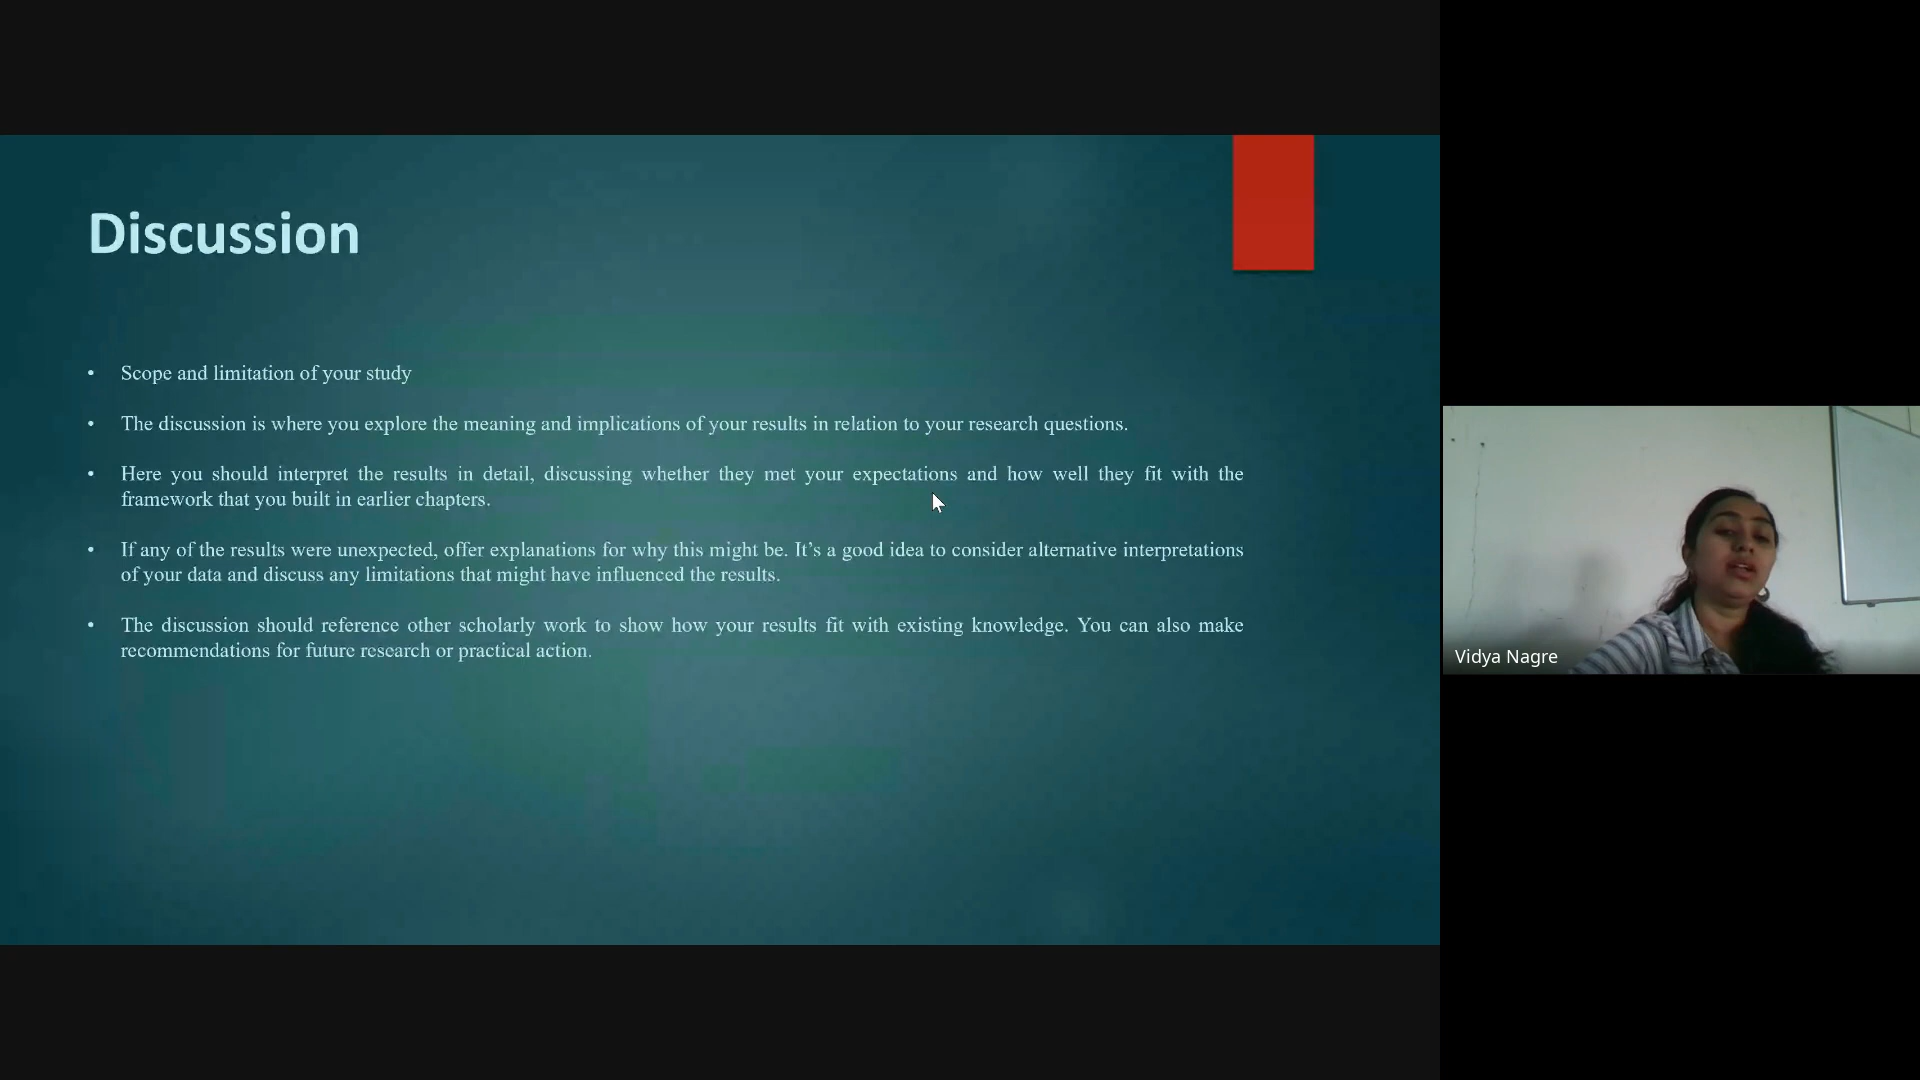 Discussion
• Scope and limitation of your study
• The discussion is where you explore the meaning and implications of your results in relation to your research questions.
• Here you should interpret the results in detail, discussing whether they met your expectations and how well they fit with the
framework that you built in earlier chapters.
• If any of the results were unexpected, offer explanations for why this might be. It’s a good idea to consider alternative interpretations
of your data and discuss any limitations that might have influenced the results.
• The discussion should reference other scholarly work to show how your results fit with existing knowledge. You can also make
recommendations for future research or practical action.
Vidya Nagre